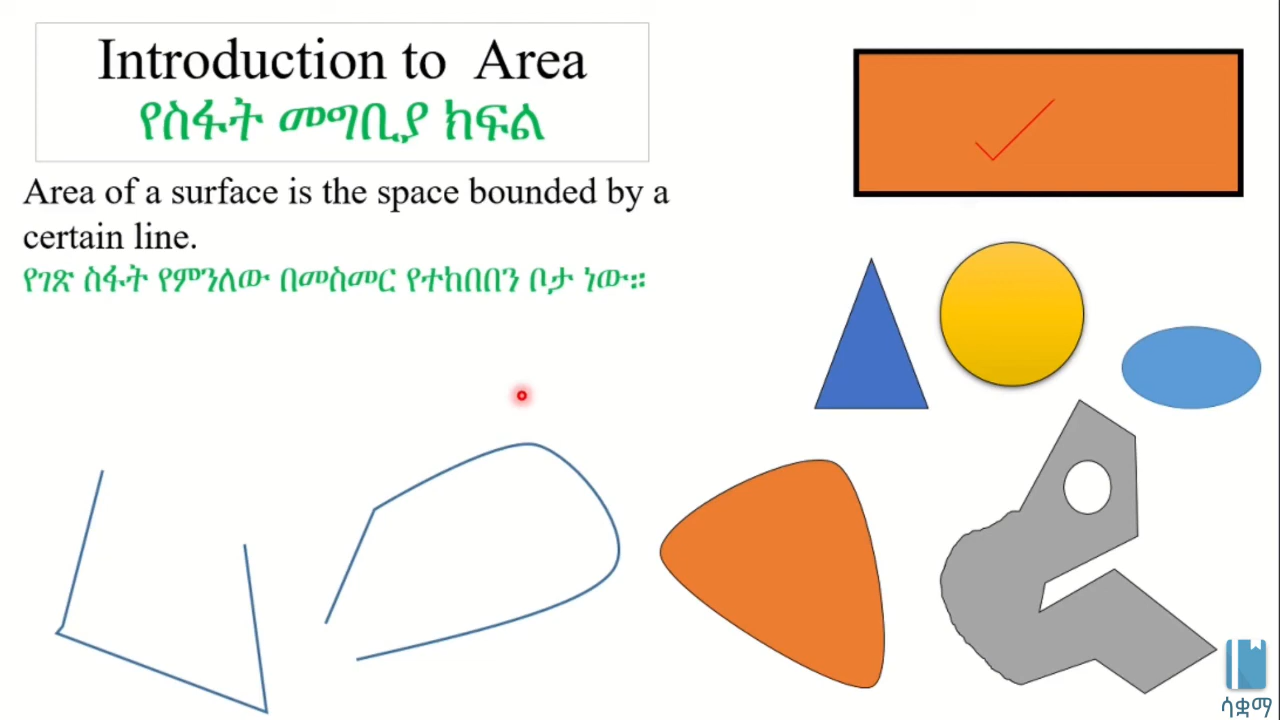 Introduction to Area
የስፋት መግቢያ ክፍል
Area of a surface is the space bounded by a
certain line.
የገጽ ስፋት የምንለው በመስመር የተከበበን ቦታ ነው።
ሳቋማ